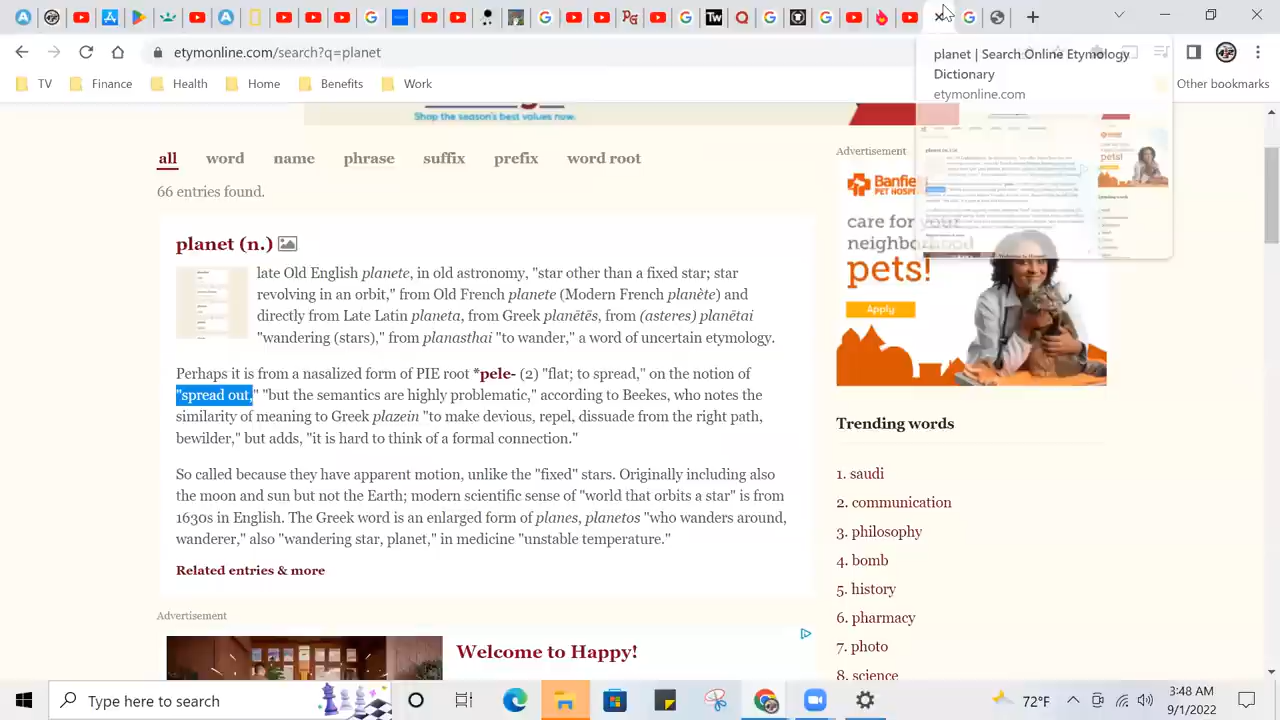 etymonline.com/search?q=planet
TV
Finance
Health
Home
Benefits
Work
Other bookmarks
planet | Search Online Etymology
Dictionary
etymonline.com
Shop the season's best values now.
all
name
phrase
suffix
prefix
word root
66 entries found.
Advertisement
Banfie
PET HOSPI
care for your
neighborhood
pets!
Apply
planet (n.)
late Old English planete, in old astronomy, "star other than a fixed star; star
revolving in an orbit," from Old French planete (Modern French planète) and
directly from Late Latin planeta, from Greek planētēs, from (asteres) planētai
"wandering (stars)," from planasthai "to wander," a word of uncertain etymology.
Perhaps it is from a nasalized form of PIE root *pele- (2) "flat; to spread," on the notion of
"spread out," "but the semantics are highly problematic," according to Beekes, who notes the
similarity of meaning to Greek plazein "to make devious, repel, dissuade from the right path,
bewilder," but adds, "it is hard to think of a formal connection."
So called because they have apparent motion, unlike the "fixed" stars. Originally including also
the moon and sun but not the Earth; modern scientific sense of "world that orbits a star" is from
1630s in English. The Greek word is an enlarged form of planes, planetos "who wanders around,
wanderer," also "wandering star, planet," in medicine "unstable temperature."
Related entries & more
Advertisement
Welcome to Happy!
Trending words
1. saudi
2. communication
3. philosophy
4. bomb
5. history
6. pharmacy
7. photo
8. science
Type here to search
72°F
3:48 AM
9/1/2022